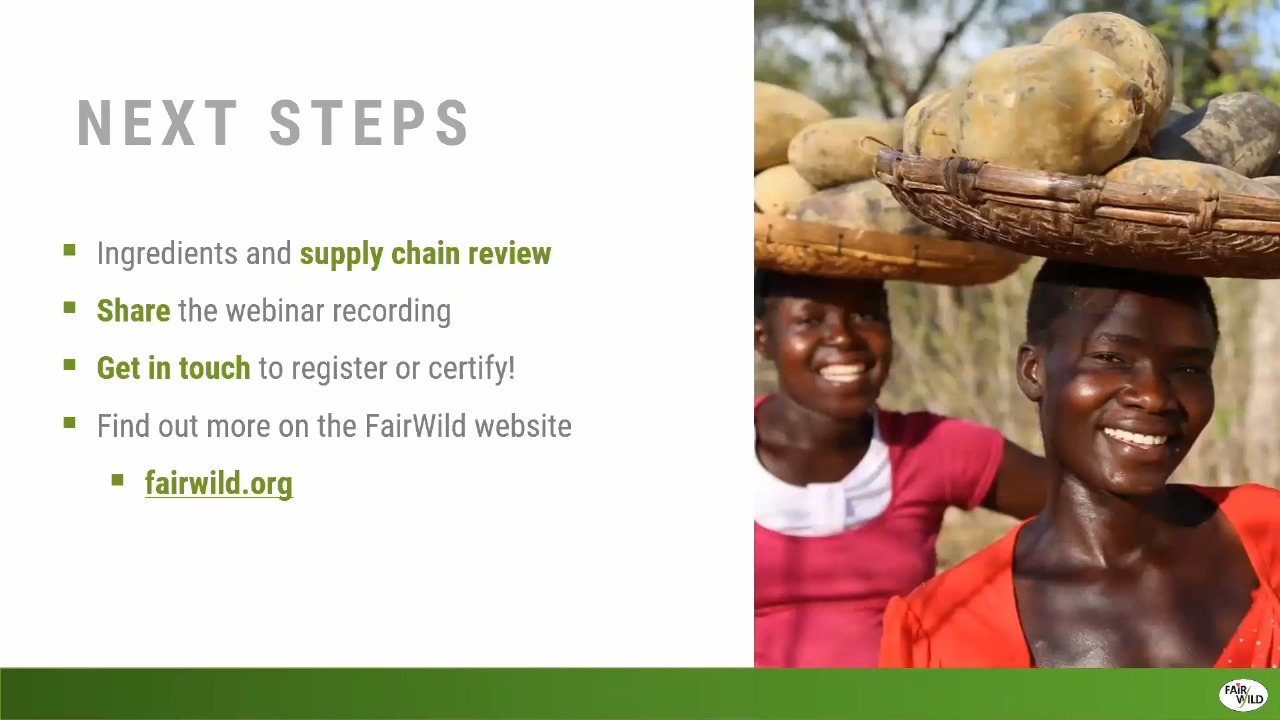 NEXT STEPS
Ingredients and supply chain review
Share the webinar recording
Get in touch to register or certify!
Find out more on the FairWild website
fairwild.org
FAIR
WILD